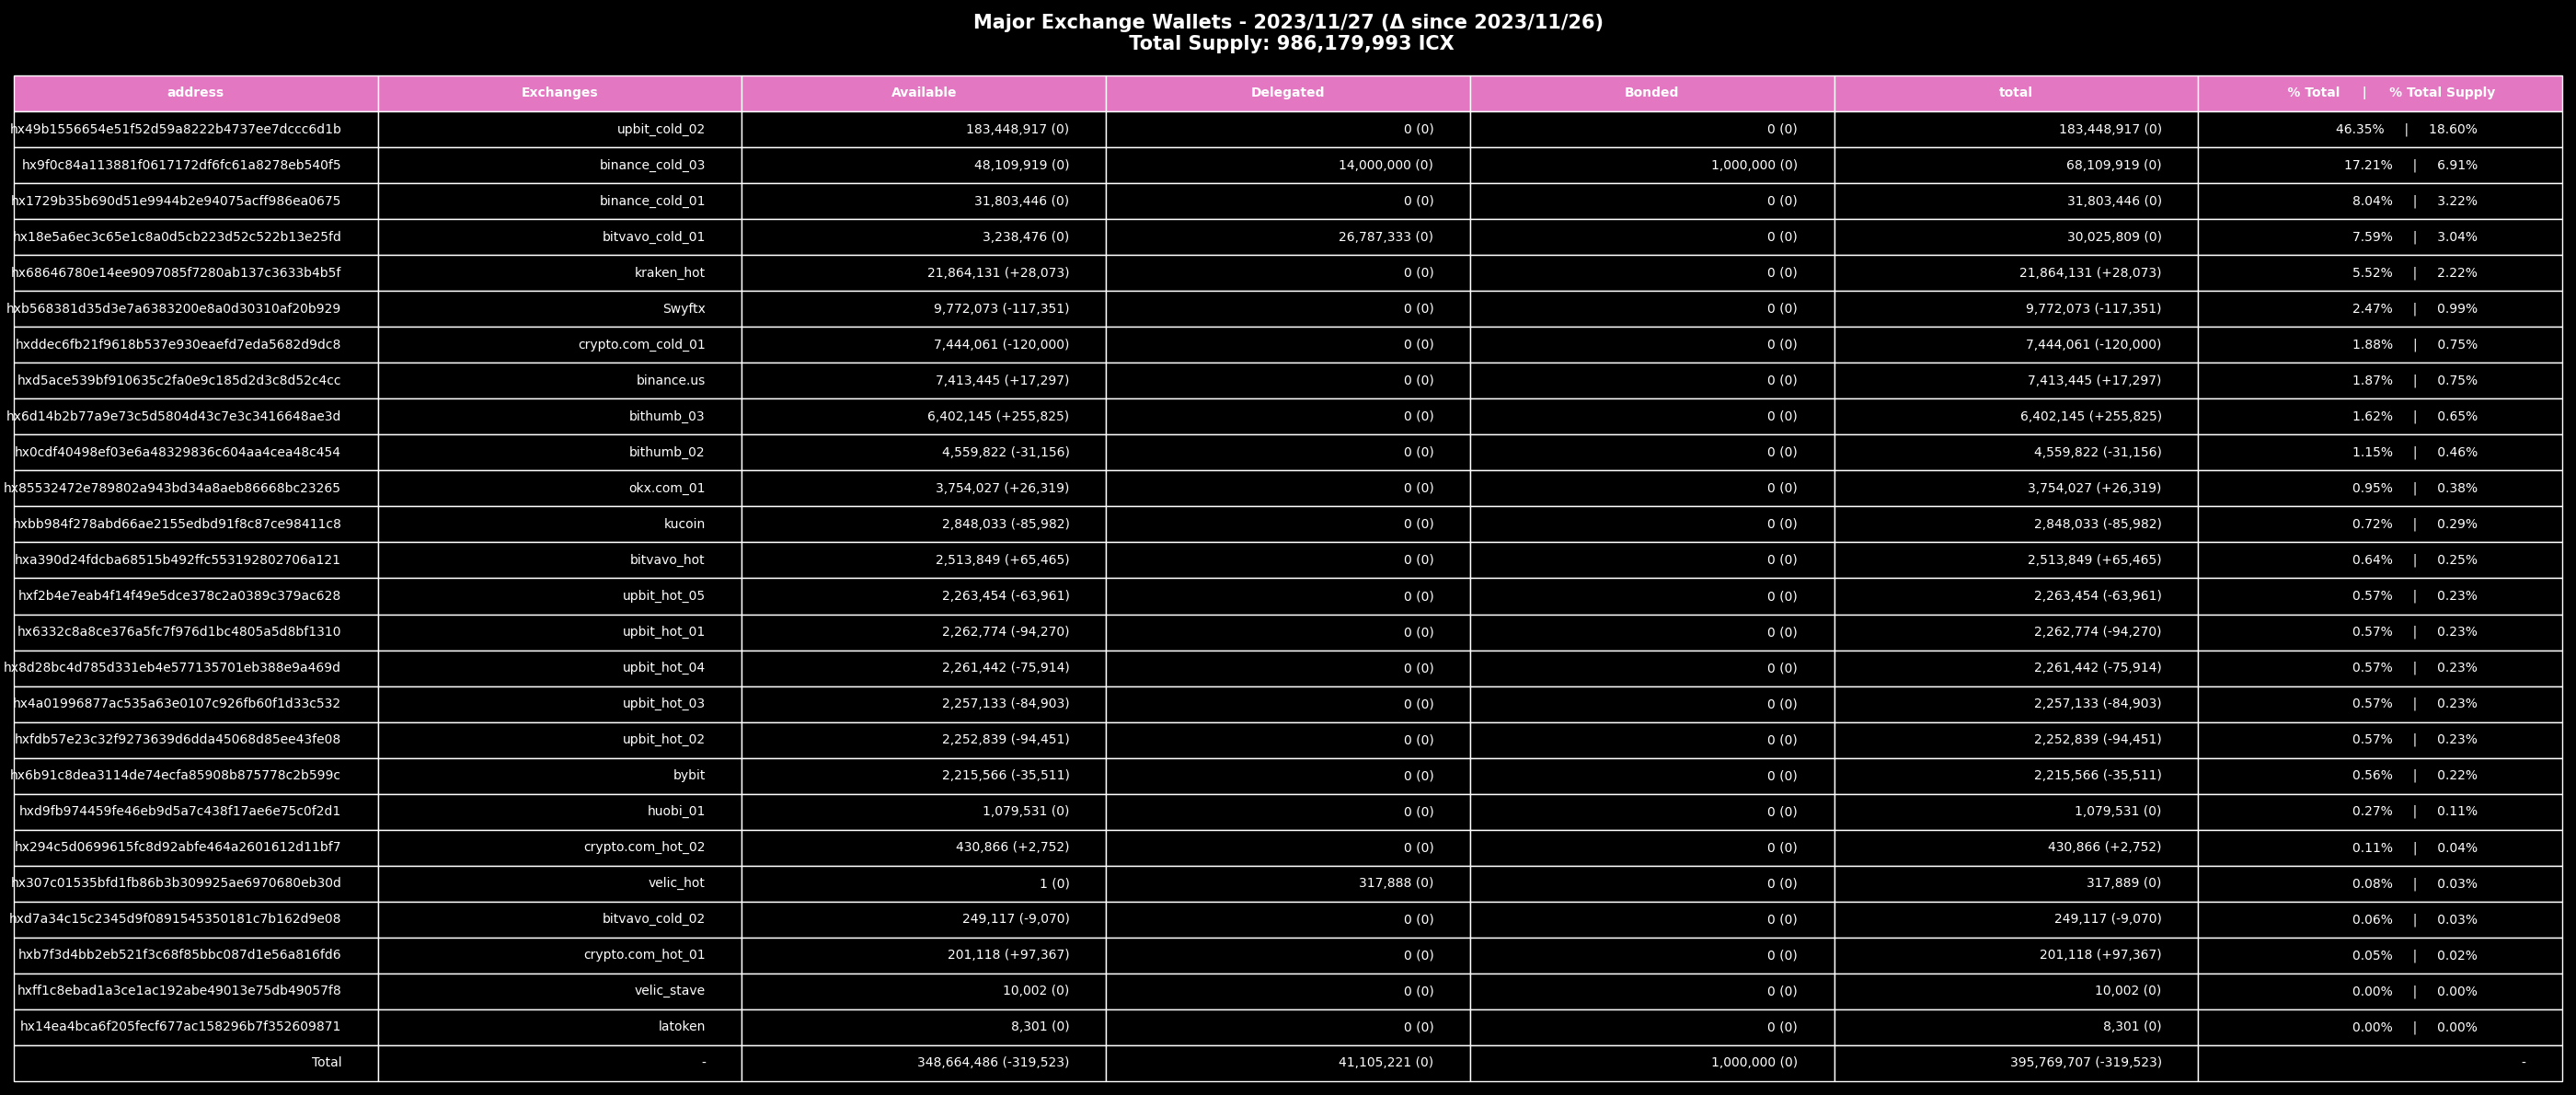 Major Exchange Wallets - 2023/11/27 (Δ since 2023/11/26)
Total Supply: 986,179,993 ICX
address Exchanges Available Delegated Bonded total % Total | % Total Supply
hx49b1556654e51f52d59a8222b4737ee7dccc6d1b upbit_cold_02 183,448,917 (0) 0 (0) 0 (0) 183,448,917 (0) 46.35% | 18.60%
hx9f0c84a113881f0617172df6fc61a8278eb540f5 binance_cold_03 48,109,919 (0) 14,000,000 (0) 1,000,000 (0) 68,109,919 (0) 17.21% | 6.91%
hx1729b35b690d51e9944b2e94075acff986ea0675 binance_cold_01 31,803,446 (0) 0 (0) 0 (0) 31,803,446 (0) 8.04% | 3.22%
hx18e5a6ec3c65e1c8a0d5cb223d52c522b13e25fd bitvavo_cold_01 3,238,476 (0) 26,787,333 (0) 0 (0) 30,025,809 (0) 7.59% | 3.04%
hx68646780e14ee9097085f7280ab137c3633b4b5f kraken_hot 21,864,131 (+28,073) 0 (0) 0 (0) 21,864,131 (+28,073) 5.52% | 2.22%
hxb568381d35d3e7a6383200e8a0d30310af20b929 Swyftx 9,772,073 (-117,351) 0 (0) 0 (0) 9,772,073 (-117,351) 2.47% | 0.99%
hxddec6fb21f9618b537e930eaefd7eda5682d9dc8 crypto.com_cold_01 7,444,061 (-120,000) 0 (0) 0 (0) 7,444,061 (-120,000) 1.88% | 0.75%
hxd5ace539bf910635c2fa0e9c185d2d3c8d52c4cc binance.us 7,413,445 (+17,297) 0 (0) 0 (0) 7,413,445 (+17,297) 1.87% | 0.75%
hx6d14b2b77a9e73c5d5804d43c7e3c3416648ae3d bithumb_03 6,402,145 (+255,825) 0 (0) 0 (0) 6,402,145 (+255,825) 1.62% | 0.65%
hx0cdf40498ef03e6a48329836c604aa4cea48c454 bithumb_02 4,559,822 (-31,156) 0 (0) 0 (0) 4,559,822 (-31,156) 1.15% | 0.46%
hx85532472e789802a943bd34a8aeb86668bc23265 okx.com_01 3,754,027 (+26,319) 0 (0) 0 (0) 3,754,027 (+26,319) 0.95% | 0.38%
hxbb984f278abd66ae2155edbd91f8c87ce98411c8 kucoin 2,848,033 (-85,982) 0 (0) 0 (0) 2,848,033 (-85,982) 0.72% | 0.29%
hxa390d24fdcba68515b492ffc553192802706a121 bitvavo_hot 2,513,849 (+65,465) 0 (0) 0 (0) 2,513,849 (+65,465) 0.64% | 0.25%
hxf2b4e7eab4f14f49e5dce378c2a0389c379ac628 upbit_hot_05 2,263,454 (-63,961) 0 (0) 0 (0) 2,263,454 (-63,961) 0.57% | 0.23%
hx6332c8a8ce376a5fc7f976d1bc4805a5d8bf1310 upbit_hot_01 2,262,774 (-94,270) 0 (0) 0 (0) 2,262,774 (-94,270) 0.57% | 0.23%
hx8d28bc4d785d331eb4e577135701eb388e9a469d upbit_hot_04 2,261,442 (-75,914) 0 (0) 0 (0) 2,261,442 (-75,914) 0.57% | 0.23%
hx4a01996877ac535a63e0107c926fb60f1d33c532 upbit_hot_03 2,257,133 (-84,903) 0 (0) 0 (0) 2,257,133 (-84,903) 0.57% | 0.23%
hxfdb57e23c32f9273639d6dda45068d85ee43fe08 upbit_hot_02 2,252,839 (-94,451) 0 (0) 0 (0) 2,252,839 (-94,451) 0.57% | 0.23%
hx6b91c8dea3114de74ecfa85908b875778c2b599c bybit 2,215,566 (-35,511) 0 (0) 0 (0) 2,215,566 (-35,511) 0.56% | 0.22%
hxd9fb974459fe46eb9d5a7c438f17ae6e75c0f2d1 huobi_01 1,079,531 (0) 0 (0) 0 (0) 1,079,531 (0) 0.27% | 0.11%
hx294c5d0699615fc8d92abfe464a2601612d11bf7 crypto.com_hot_02 430,866 (+2,752) 0 (0) 0 (0) 430,866 (+2,752) 0.11% | 0.04%
hx307c01535bfd1fb86b3b309925ae6970680eb30d velic_hot 1 (0) 317,888 (0) 0 (0) 317,889 (0) 0.08% | 0.03%
hxd7a34c15c2345d9f0891545350181c7b162d9e08 bitvavo_cold_02 249,117 (-9,070) 0 (0) 0 (0) 249,117 (-9,070) 0.06% | 0.03%
hxb7f3d4bb2eb521f3c68f85bbc087d1e56a816fd6 crypto.com_hot_01 201,118 (+97,367) 0 (0) 0 (0) 201,118 (+97,367) 0.05% | 0.02%
hxff1c8ebad1a3ce1ac192abe49013e75db49057f8 velic_stave 10,002 (0) 0 (0) 0 (0) 10,002 (0) 0.00% | 0.00%
hx14ea4bca6f205fecf677ac158296b7f352609871 latoken 8,301 (0) 0 (0) 0 (0) 8,301 (0) 0.00% | 0.00%
Total - 348,664,486 (-319,523) 41,105,221 (0) 1,000,000 (0) 395,769,707 (-319,523) -